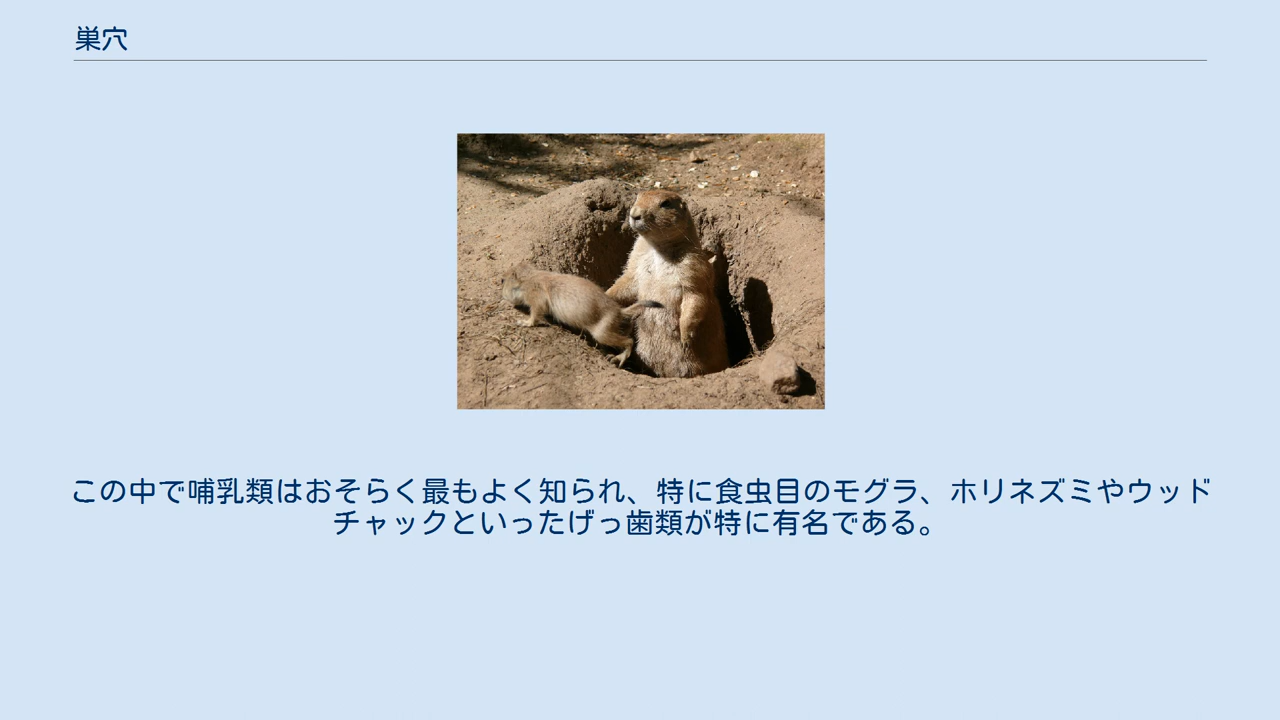 巣穴
この中で哺乳類はおそらく最もよく知られ、特に食虫目のモグラ、ホリネズミやウッド
チャックといったげっ歯類が特に有名である。